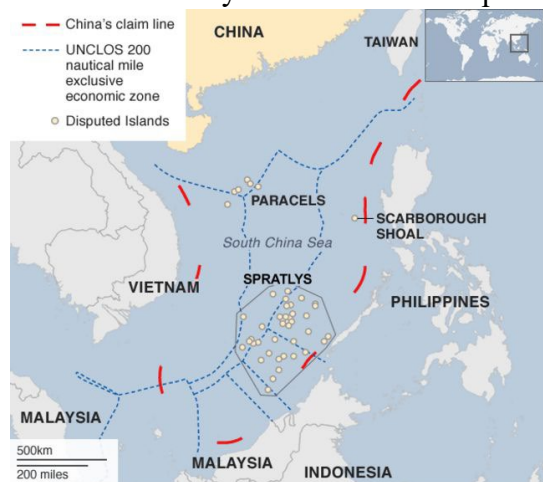 China's claim line
UNCLOS 200
nautical mile
exclusive
economic zone
Disputed Islands
CHINA
TAIWAN
PARACELS
SCARBOROUGH
SHOAL
South China Sea
SPRATLYS
VIETNAM
PHILIPPINES
MALAYSIA
500km
200 miles
MALAYSIA
INDONESIA